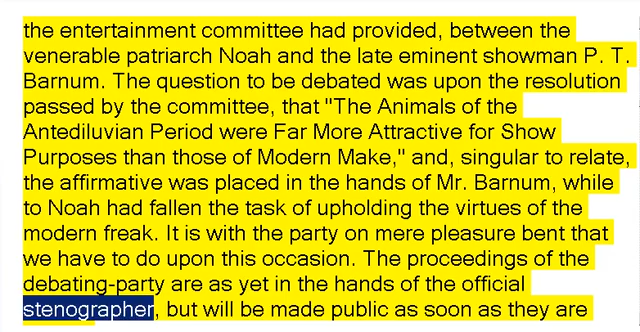 the entertainment committee had provided, between the
venerable patriarch Noah and the late eminent showman P. T.
Barnum. The question to be debated was upon the resolution
passed by the committee, that "The Animals of the
Antediluvian Period were Far More Attractive for Show
Purposes than those of Modern Make," and, singular to relate,
the affirmative was placed in the hands of Mr. Barnum, while
to Noah had fallen the task of upholding the virtues of the
modern freak. It is with the party on mere pleasure bent that
we have to do upon this occasion. The proceedings of the
debating-party are as yet in the hands of the official
stenographer, but will be made public as soon as they are